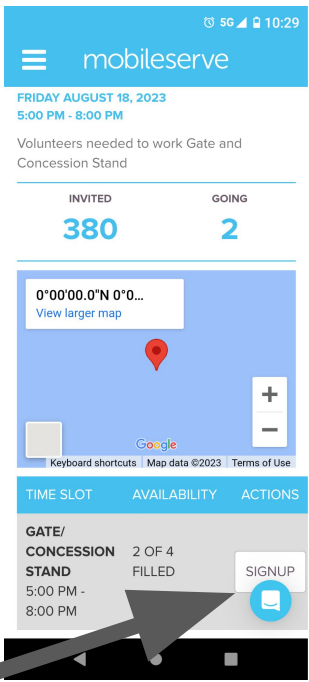 5G 10:29
mobileserve
FRIDAY AUGUST 18, 2023
5:00 PM - 8:00 PM
Volunteers needed to work Gate and
Concession Stand
INVITED GOING
380 2
0°00'00.0"N 0°0...
View larger map
+
−
Google
Keyboard shortcuts Map data ©2023 Terms of Use
TIME SLOT AVAILABILITY ACTIONS
GATE/
CONCESSION 2 OF 4
STAND FILLED SIGNUP
5:00 PM -
8:00 PM